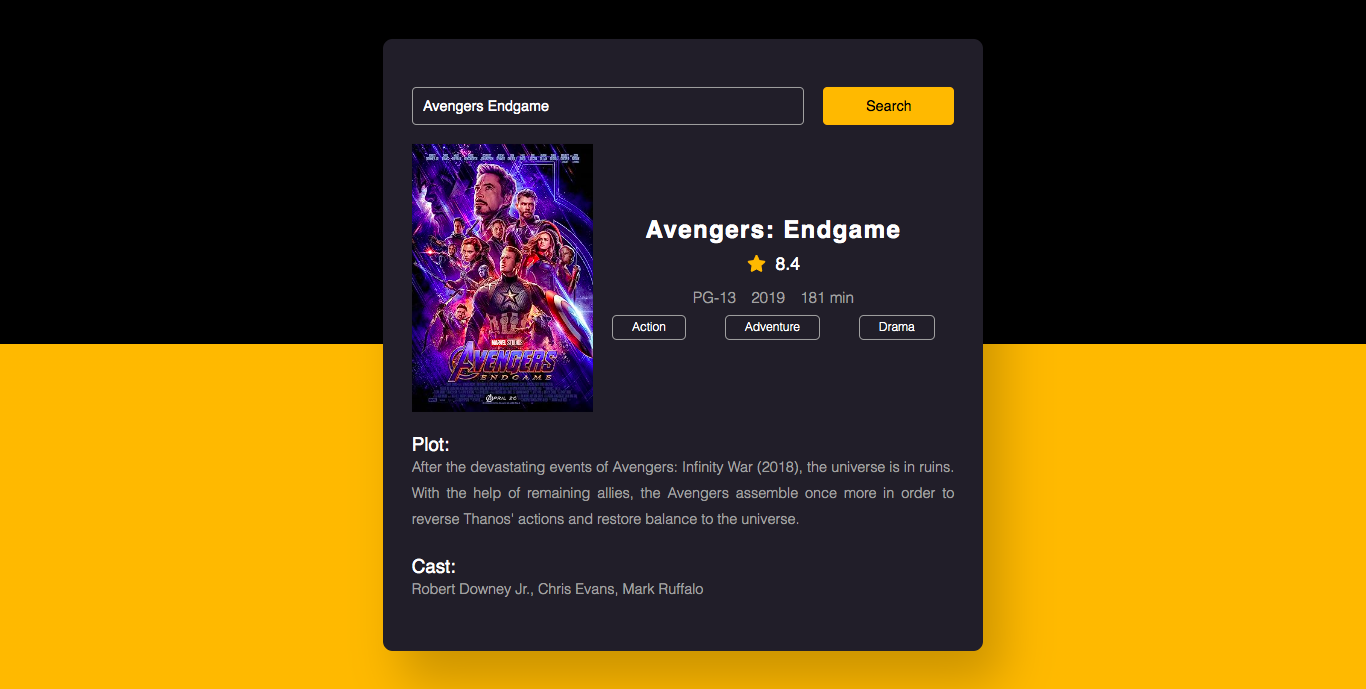 Avengers Endgame
Search
MARVEL STUDIOS
AVENGERS
ENDGAME
APRIL 26
Avengers: Endgame
8.4
PG-13 2019 181 min
Action Adventure Drama
Plot:
After the devastating events of Avengers: Infinity War (2018), the universe is in ruins.
With the help of remaining allies, the Avengers assemble once more in order to
reverse Thanos' actions and restore balance to the universe.
Cast:
Robert Downey Jr., Chris Evans, Mark Ruffalo